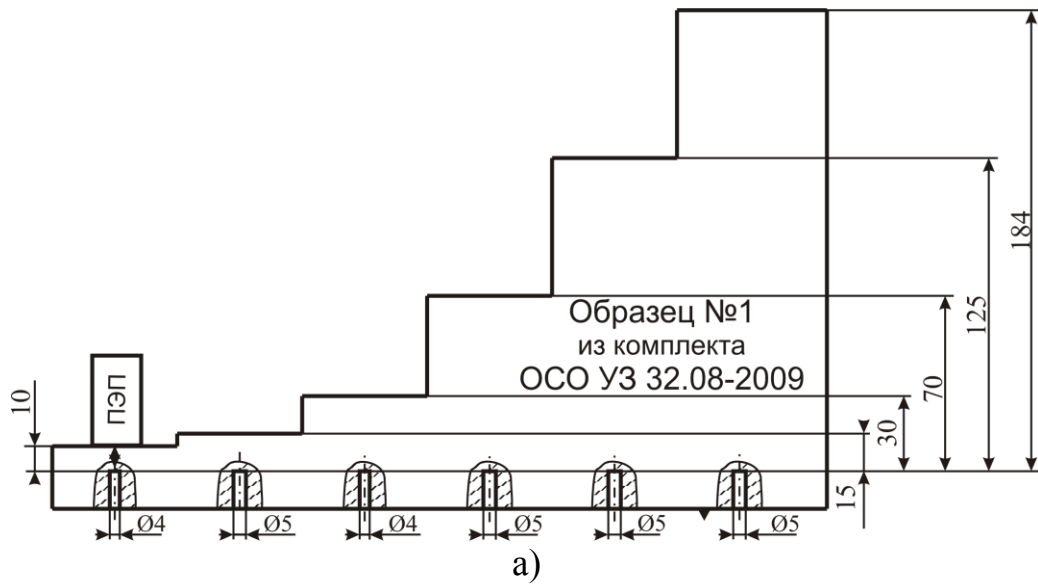 184
125
Образец №1
из комплекта
ОСО УЗ 32.08-2009
70
ПЭП
10
30
15
Ø4 Ø5 Ø4 Ø5 Ø5 Ø5
а)